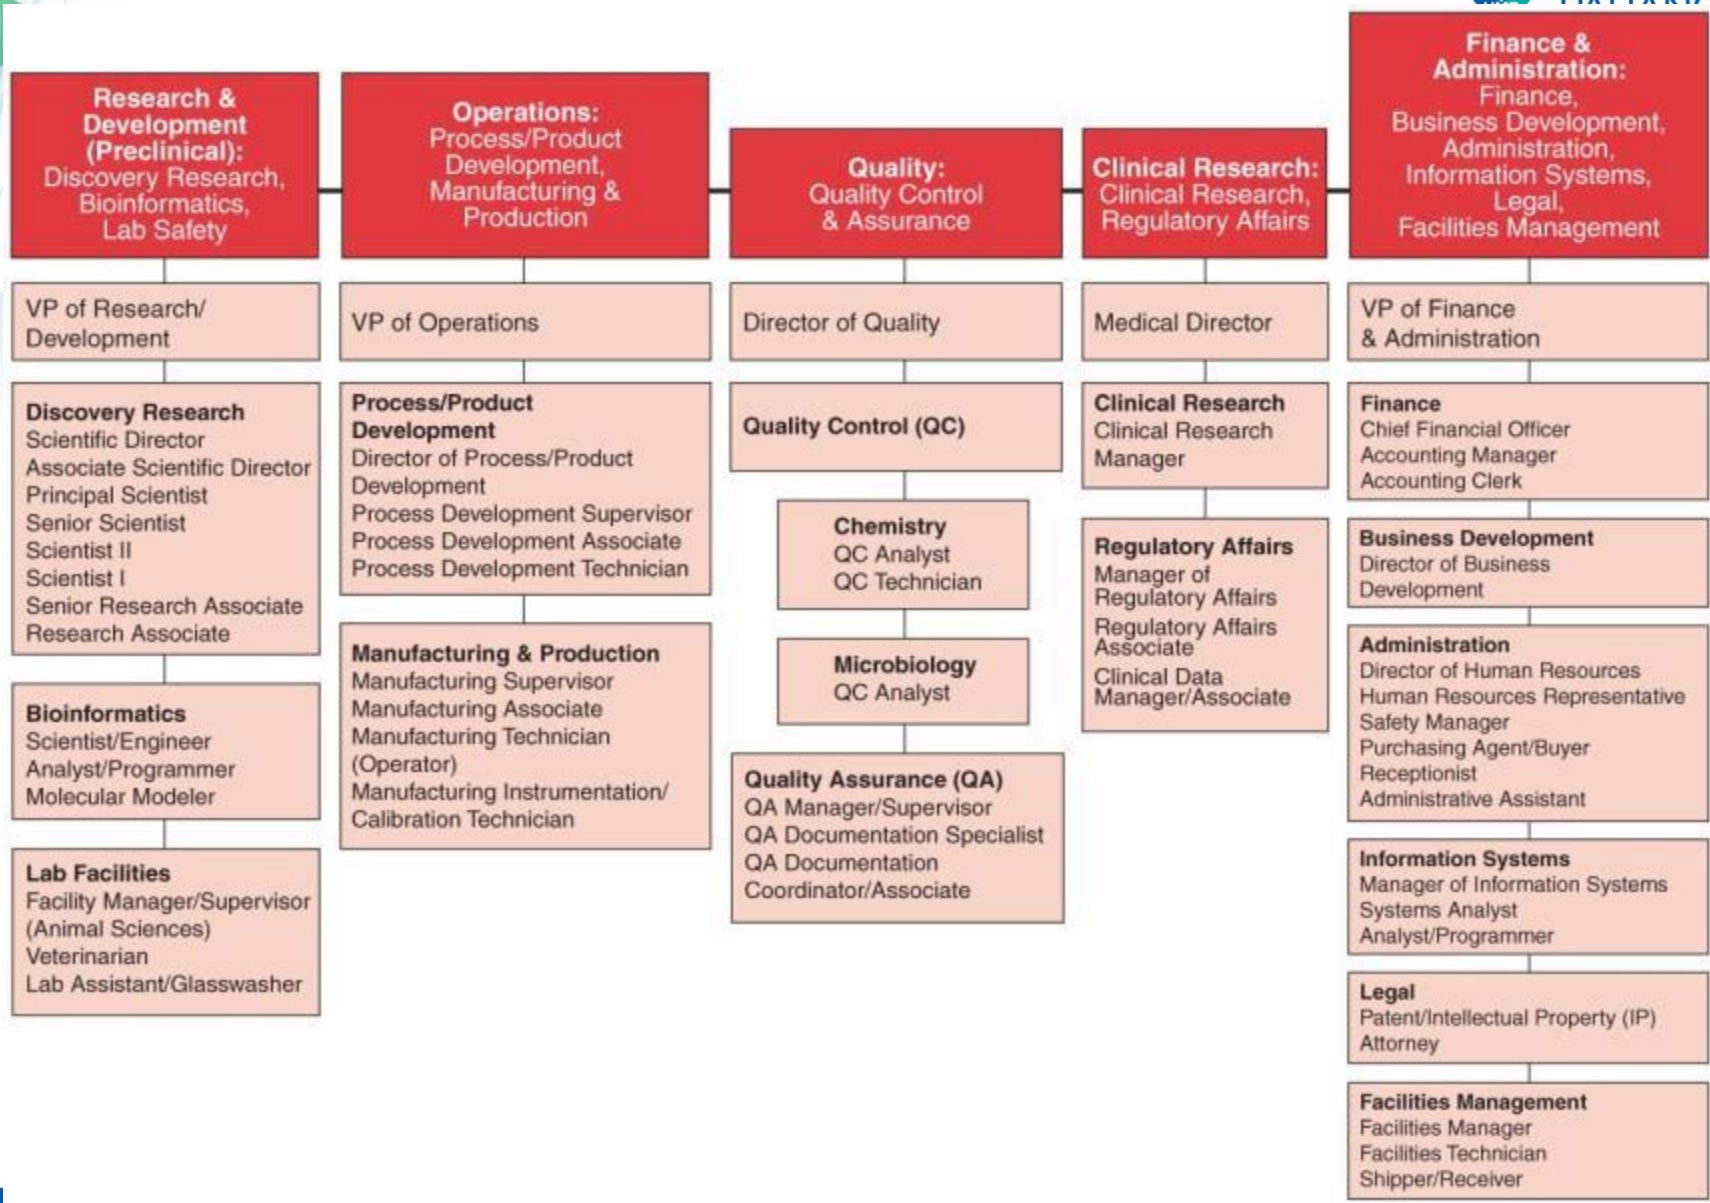 Research &
Development
(Preclinical):
Discovery Research,
Bioinformatics,
Lab Safety
VP of Research/
Development
Discovery Research
Scientific Director
Associate Scientific Director
Principal Scientist
Senior Scientist
Scientist II
Scientist I
Senior Research Associate
Research Associate
Bioinformatics
Scientist/Engineer
Analyst/Programmer
Molecular Modeler
Lab Facilities
Facility Manager/Supervisor
(Animal Sciences)
Veterinarian
Lab Assistant/Glasswasher
Operations:
Process/Product
Development,
Manufacturing &
Production
VP of Operations
Process/Product
Development
Director of Process/Product
Development
Process Development Supervisor
Process Development Associate
Process Development Technician
Manufacturing & Production
Manufacturing Supervisor
Manufacturing Associate
Manufacturing Technician
(Operator)
Manufacturing Instrumentation/
Calibration Technician
Quality:
Quality Control
& Assurance
Director of Quality
Quality Control (QC)
Chemistry
QC Analyst
QC Technician
Microbiology
QC Analyst
Quality Assurance (QA)
QA Manager/Supervisor
QA Documentation Specialist
QA Documentation
Coordinator/Associate
Clinical Research:
Clinical Research,
Regulatory Affairs
Medical Director
Clinical Research
Clinical Research
Manager
Regulatory Affairs
Manager of
Regulatory Affairs
Regulatory Affairs
Associate
Clinical Data
Manager/Associate
Finance &
Administration:
Finance,
Business Development,
Administration,
Information Systems,
Legal,
Facilities Management
VP of Finance
& Administration
Finance
Chief Financial Officer
Accounting Manager
Accounting Clerk
Business Development
Director of Business
Development
Administration
Director of Human Resources
Human Resources Representative
Safety Manager
Purchasing Agent/Buyer
Receptionist
Administrative Assistant
Information Systems
Manager of Information Systems
Systems Analyst
Analyst/Programmer
Legal
Patent/Intellectual Property (IP)
Attorney
Facilities Management
Facilities Manager
Facilities Technician
Shipper/Receiver